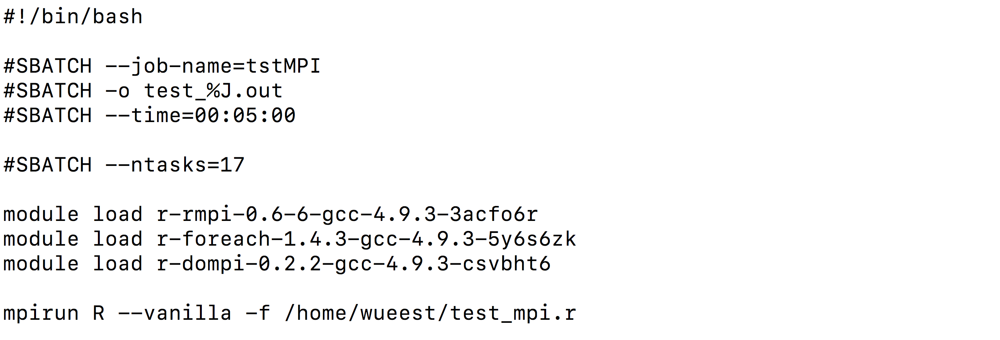 #!/bin/bash
#SBATCH --job-name=tstMPI
#SBATCH -o test_%J.out
#SBATCH --time=00:05:00
#SBATCH --ntasks=17
module load r-rmpi-0.6-6-gcc-4.9.3-3acfo6r
module load r-foreach-1.4.3-gcc-4.9.3-5y6s6zk
module load r-dompi-0.2.2-gcc-4.9.3-csvbht6
mpirun R --vanilla -f /home/wueest/test_mpi.r